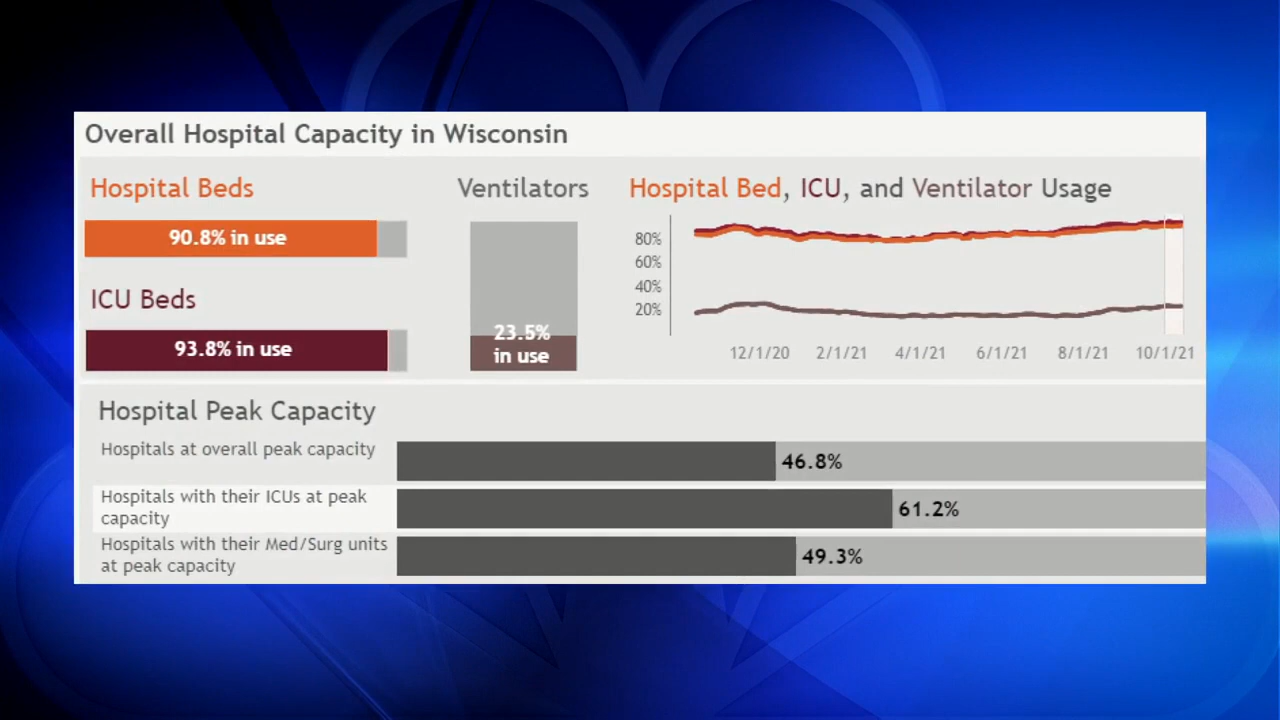 Overall Hospital Capacity in Wisconsin
Hospital Beds
90.8% in use
ICU Beds
93.8% in use
Ventilators
23.5%
in use
Hospital Bed, ICU, and Ventilator Usage
80%
60%
40%
20%
12/1/20 2/1/21 4/1/21 6/1/21 8/1/21 10/1/21
Hospital Peak Capacity
Hospitals at overall peak capacity
46.8%
Hospitals with their ICUs at peak
capacity
61.2%
Hospitals with their Med/Surg units
at peak capacity
49.3%